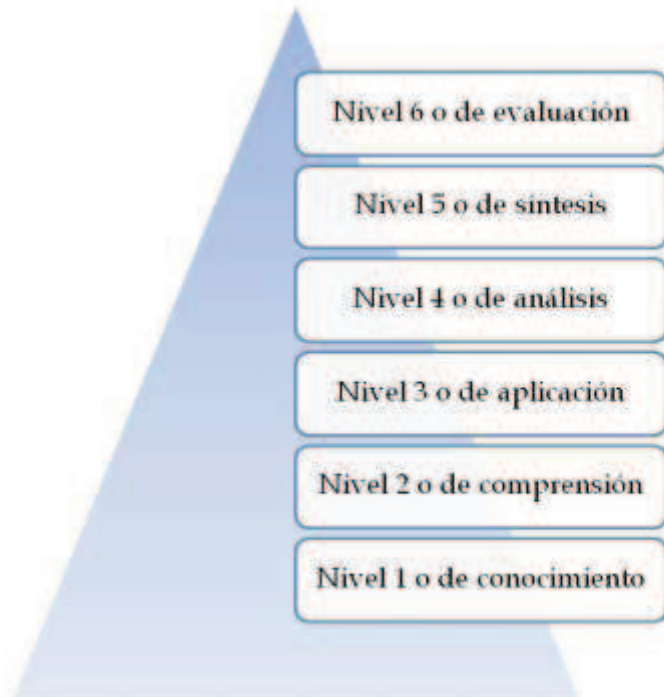 Nivel 6 o de evaluación
Nivel 5 o de síntesis
Nivel 4 o de análisis
Nivel 3 o de aplicación
Nivel 2 o de comprensión
Nivel 1 o de conocimiento